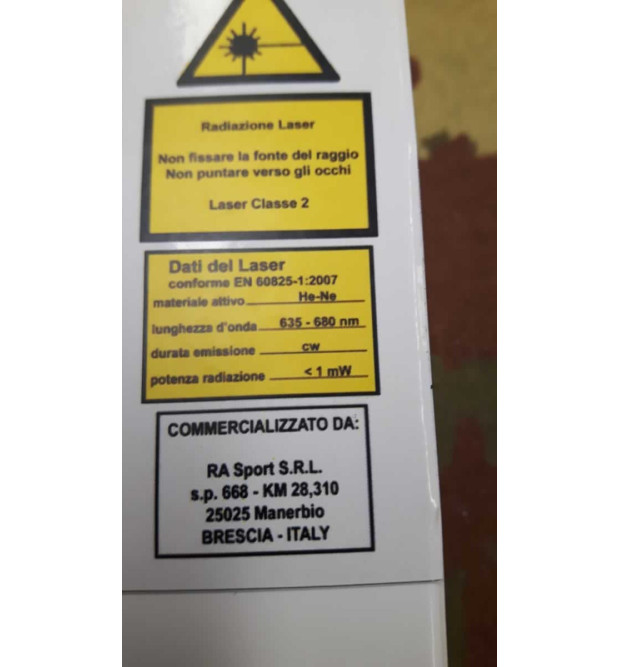 Radiazione Laser
Non fissare la fonte del raggio
Non puntare verso gli occhi
Laser Classe 2
Dati del Laser
conforme EN 60825-1:2007
materiale attivo He-Ne
lunghezza d'onda 635 - 680 nm
durata emissione cw
potenza radiazione < 1 mW
COMMERCIALIZZATO DA:
RA Sport S.R.L.
s.p. 668 - KM 28,310
25025 Manerbio
BRESCIA - ITALY